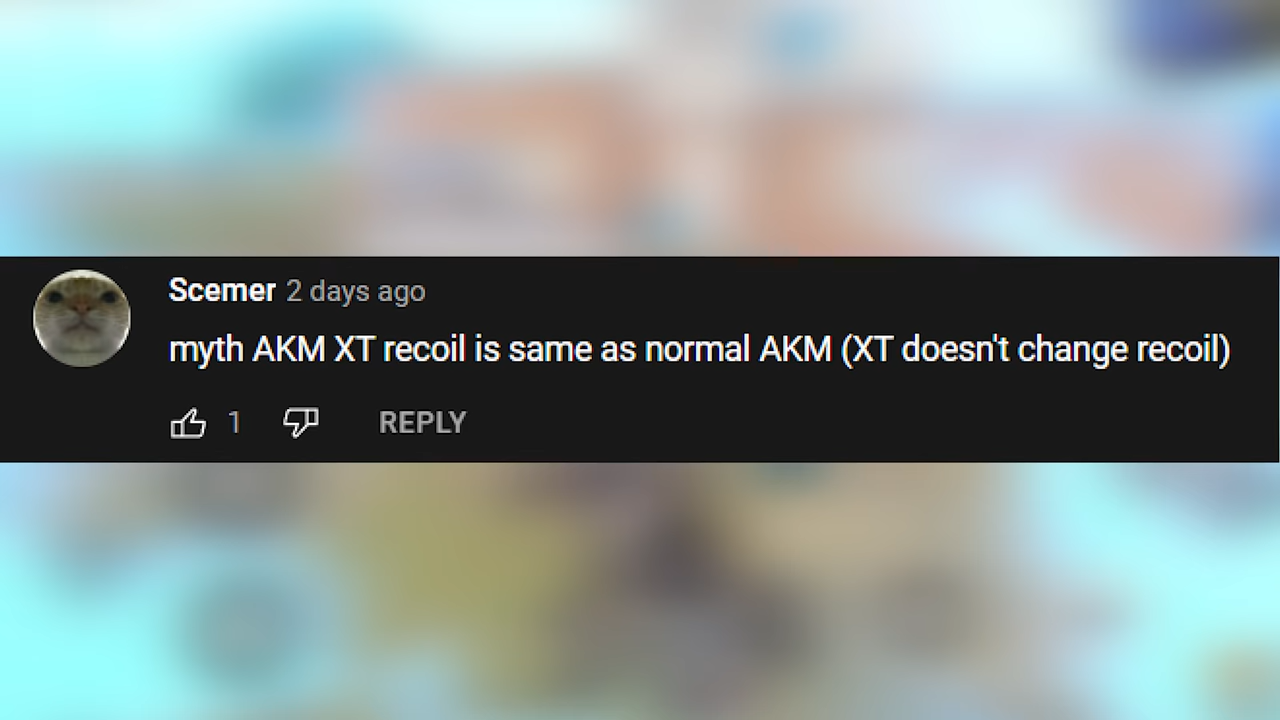 Scemer 2 days ago
myth AKM XT recoil is same as normal AKM (XT doesn't change recoil)
1 REPLY